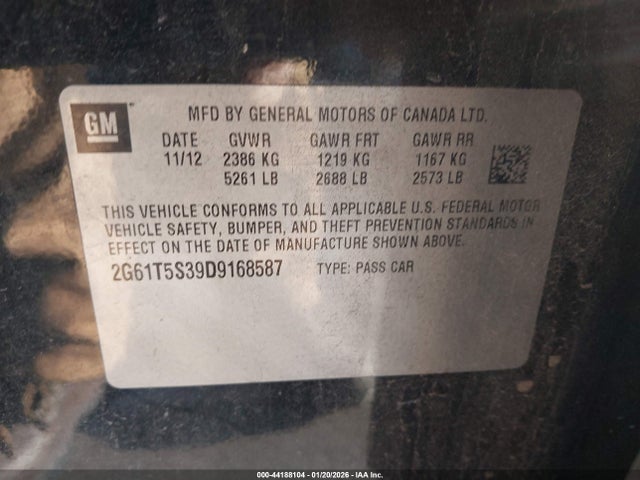 GM
MFD BY GENERAL MOTORS OF CANADA LTD.
DATE GVWR GAWR FRT GAWR RR
11/12 2386 KG 1219 KG 1167 KG
5261 LB 2688 LB 2573 LB
THIS VEHICLE CONFORMS TO ALL APPLICABLE U.S. FEDERAL MOTOR
VEHICLE SAFETY, BUMPER, AND THEFT PREVENTION STANDARDS IN
EFFECT ON THE DATE OF MANUFACTURE SHOWN ABOVE.
2G61T5S39D9168587 TYPE: PASS CAR
000-44188104 | 01/20/2026 - IAA Inc.